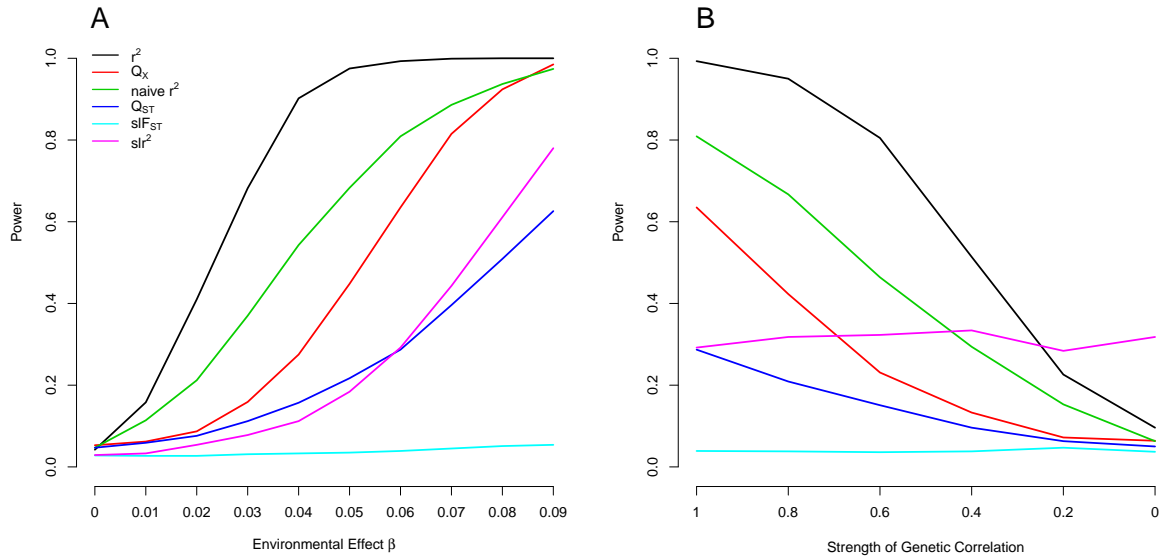 A
r²
Q_X
naive r²
Q_ST
slF_ST
slr²
Power
1.0
0.8
0.6
0.4
0.2
0.0
0 0.01 0.02 0.03 0.04 0.05 0.06 0.07 0.08 0.09
Environmental Effect β
B
Power
1.0
0.8
0.6
0.4
0.2
0.0
1 0.8 0.6 0.4 0.2 0
Strength of Genetic Correlation